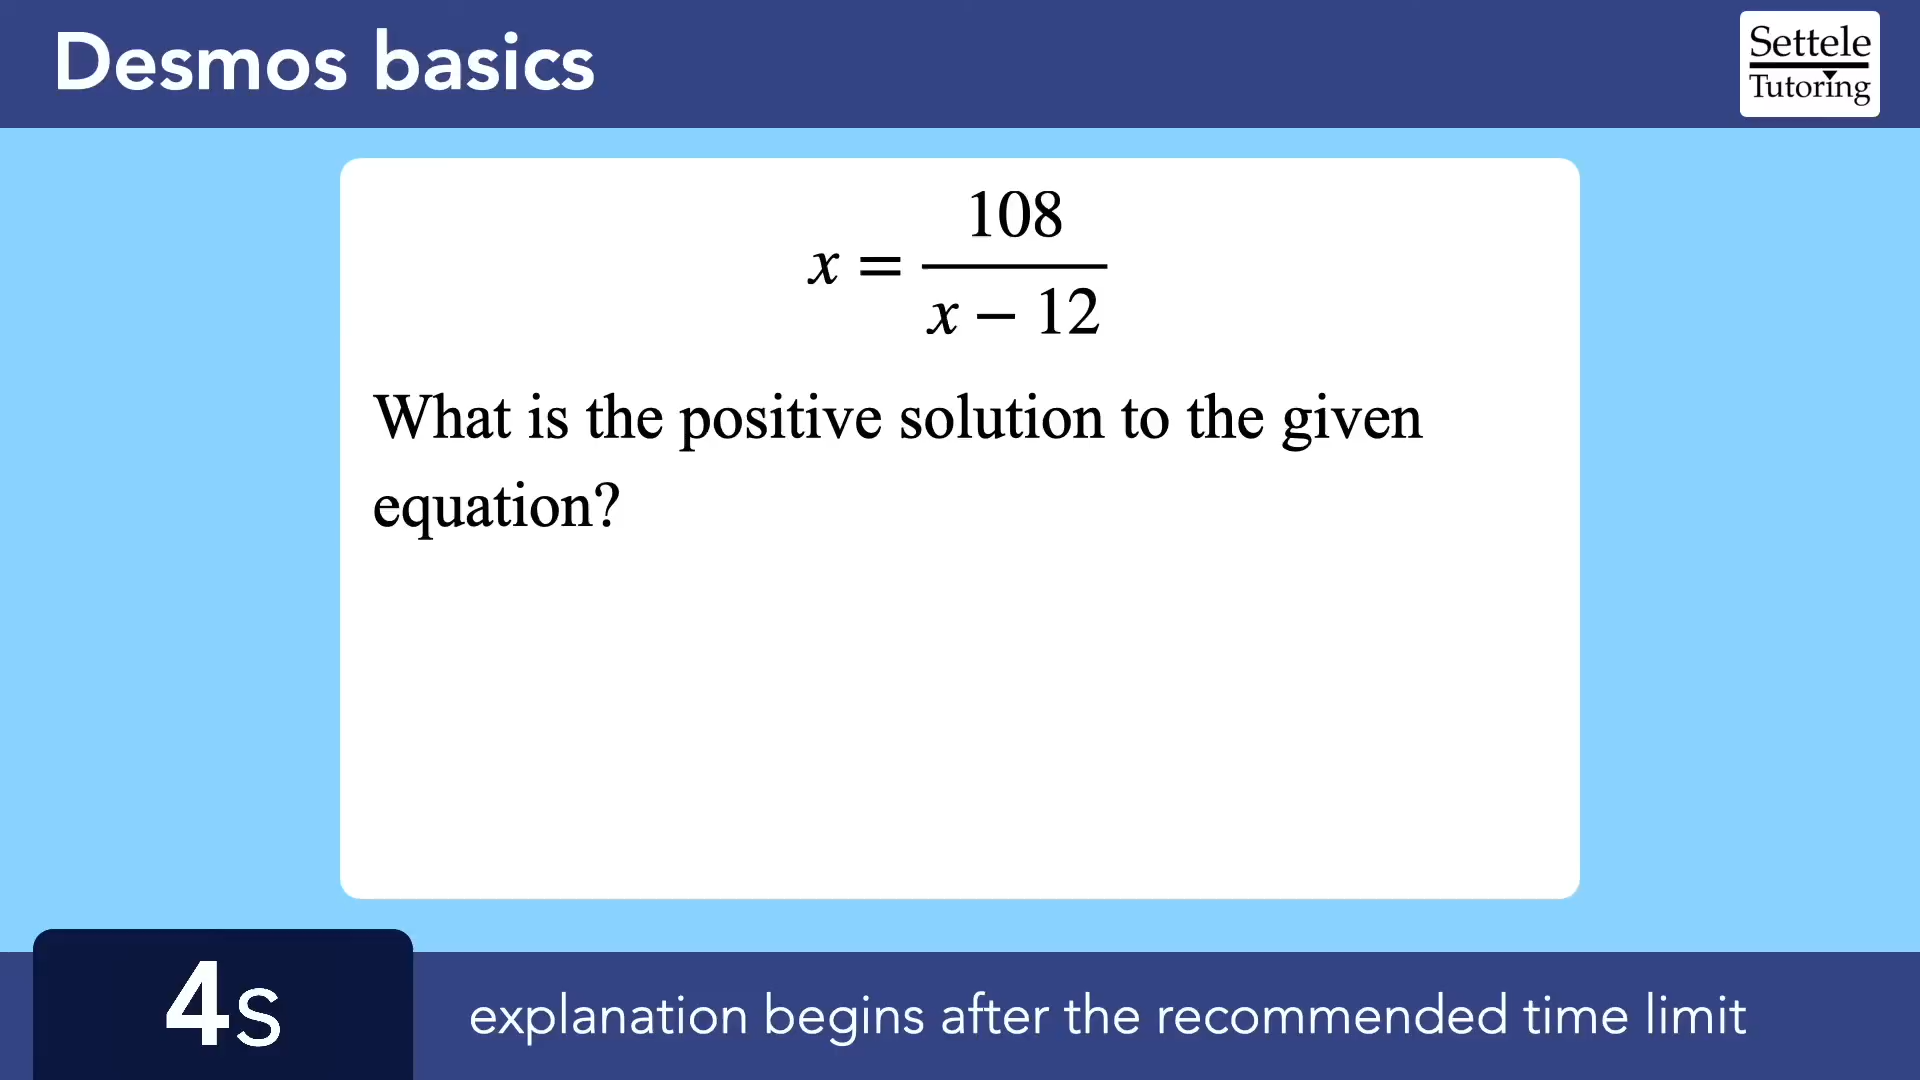 Desmos basics
Settele
Tutoring
x = 108 / (x − 12)
What is the positive solution to the given
equation?
4s
explanation begins after the recommended time limit